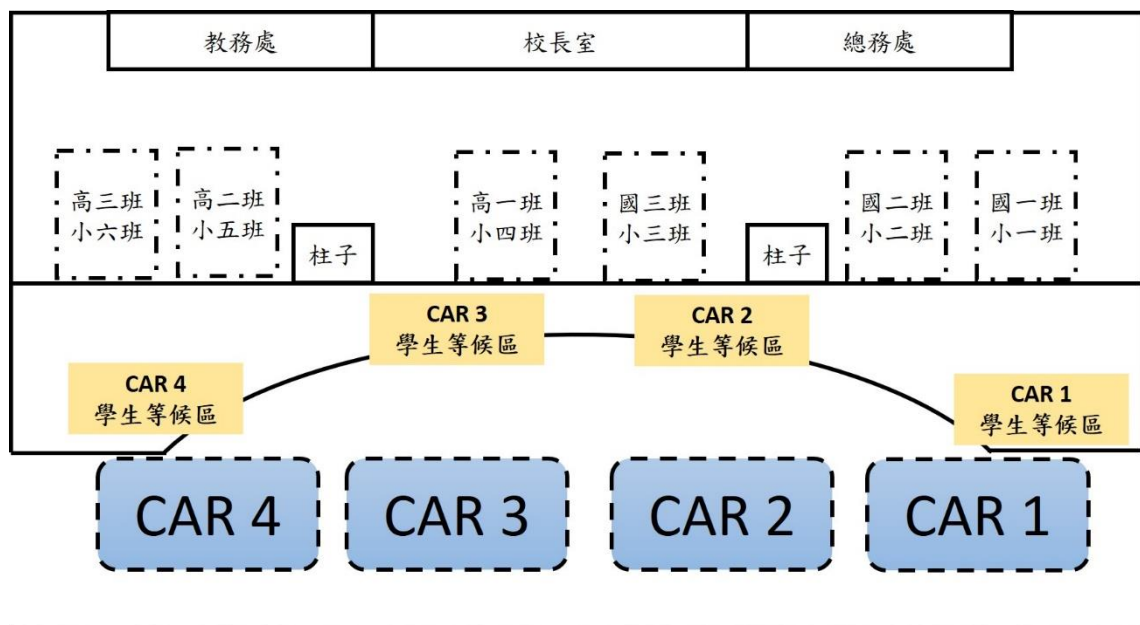 教務處
校長室
總務處
高三班
小六班
高二班
小五班
柱子
高一班
小四班
國三班
小三班
柱子
國二班
小二班
國一班
小一班
CAR 4
學生等候區
CAR 3
學生等候區
CAR 2
學生等候區
CAR 1
學生等候區
CAR 4
CAR 3
CAR 2
CAR 1